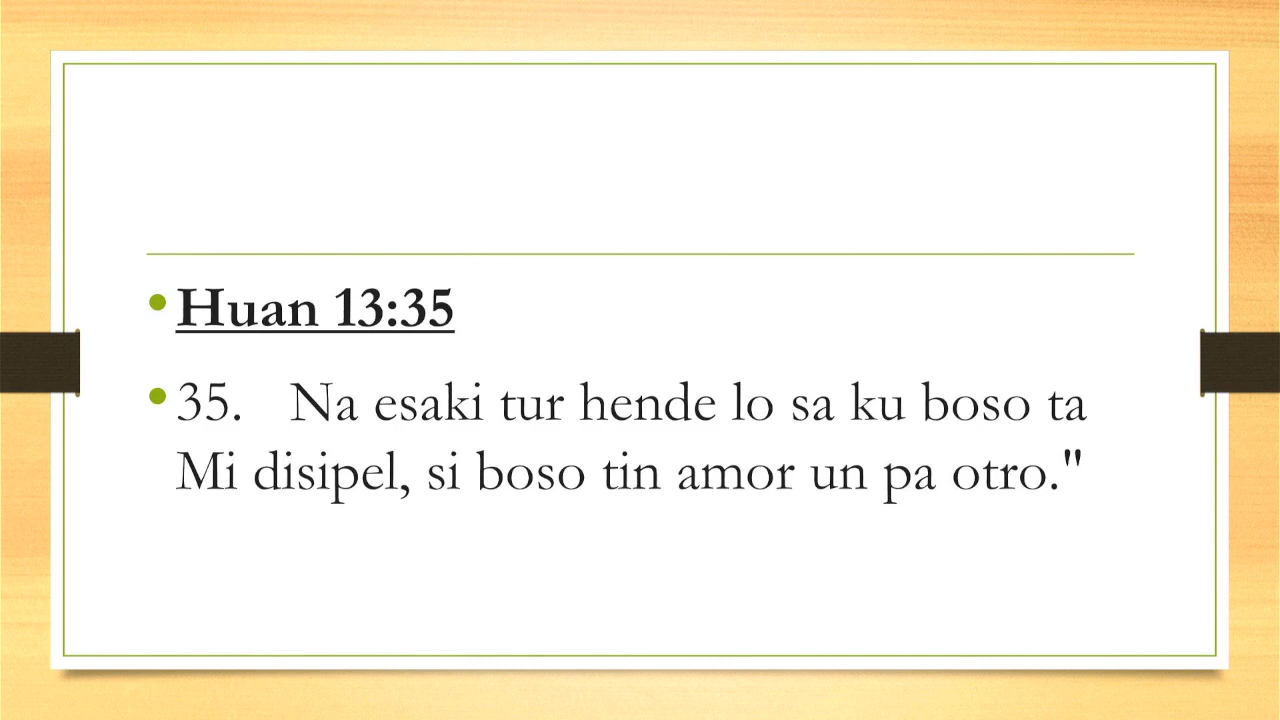 • Huan 13:35
• 35. Na esaki tur hende lo sa ku boso ta
Mi disipel, si boso tin amor un pa otro."